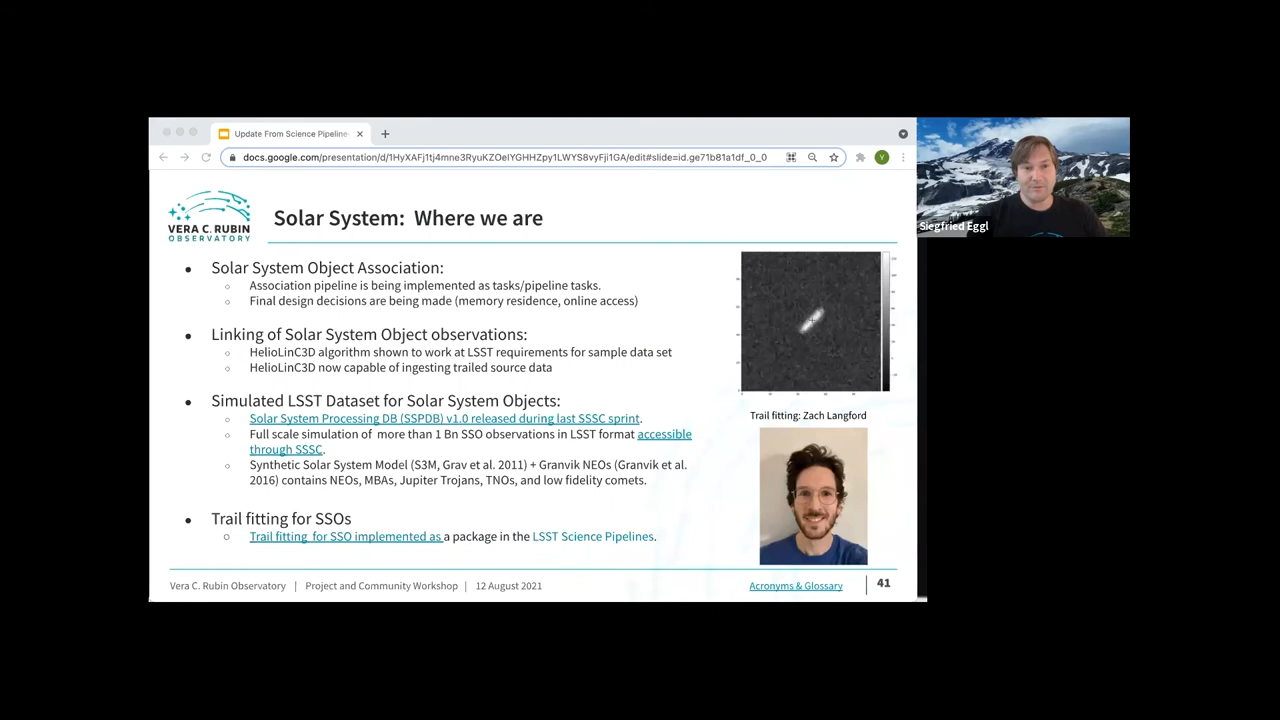 Update From Science Pipeline
docs.google.com/presentation/d/1HyXAFj1tj4mne3RyuKZOeIYGHHZpy1LWYS8vyFji1GA/edit#slide=id.ge71b81a1df_0_0
V
VERA C. RUBIN
OBSERVATORY
Solar System: Where we are
Siegfried Eggl
• Solar System Object Association:
○ Association pipeline is being implemented as tasks/pipeline tasks.
○ Final design decisions are being made (memory residence, online access)
• Linking of Solar System Object observations:
○ HelioLinC3D algorithm shown to work at LSST requirements for sample data set
○ HelioLinC3D now capable of ingesting trailed source data
• Simulated LSST Dataset for Solar System Objects:
○ Solar System Processing DB (SSPDB) v1.0 released during last SSSC sprint.
○ Full scale simulation of more than 1 Bn SSO observations in LSST format accessible
through SSSC.
○ Synthetic Solar System Model (S3M, Grav et al. 2011) + Granvik NEOs (Granvik et al.
2016) contains NEOs, MBAs, Jupiter Trojans, TNOs, and low fidelity comets.
• Trail fitting for SSOs
○ Trail fitting for SSO implemented as a package in the LSST Science Pipelines.
Trail fitting: Zach Langford
Vera C. Rubin Observatory | Project and Community Workshop | 12 August 2021
Acronyms & Glossary
41